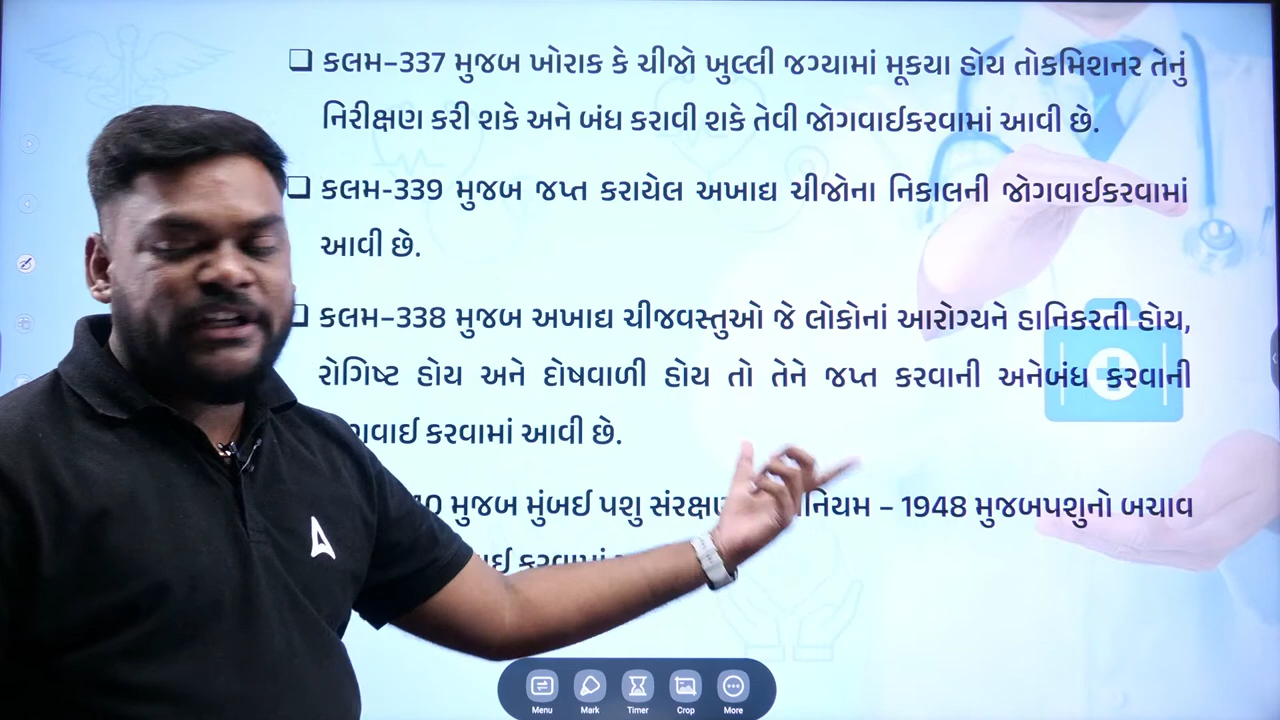 ❑ કલમ–337 મુજબ ખોરાક કે ચીજો ખુલ્લી જગ્યામાં મૂકયા હોય તોકમિશનર તેનું
નિરીક્ષણ કરી શકે અને બંધ કરાવી શકે તેવી જોગવાઈકરવામાં આવી છે.
❑ કલમ-339 મુજબ જપ્ત કરાયેલ અખાદ્ય ચીજોના નિકાલની જોગવાઈકરવામાં
આવી છે.
❑ કલમ–338 મુજબ અખાદ્ય ચીજવસ્તુઓ જે લોકોનાં આરોગ્યને હાનિકરતી હોય,
રોગિષ્ટ હોય અને દોષવાળી હોય તો તેને જપ્ત કરવાની અનેબંધ કરવાની
કરવામાં આવી છે.
મુજબ મુંબઈ પશુ – 1948 મુજબપશુનો બચાવ
કરવામાં
Menu Mark Timer Crop More